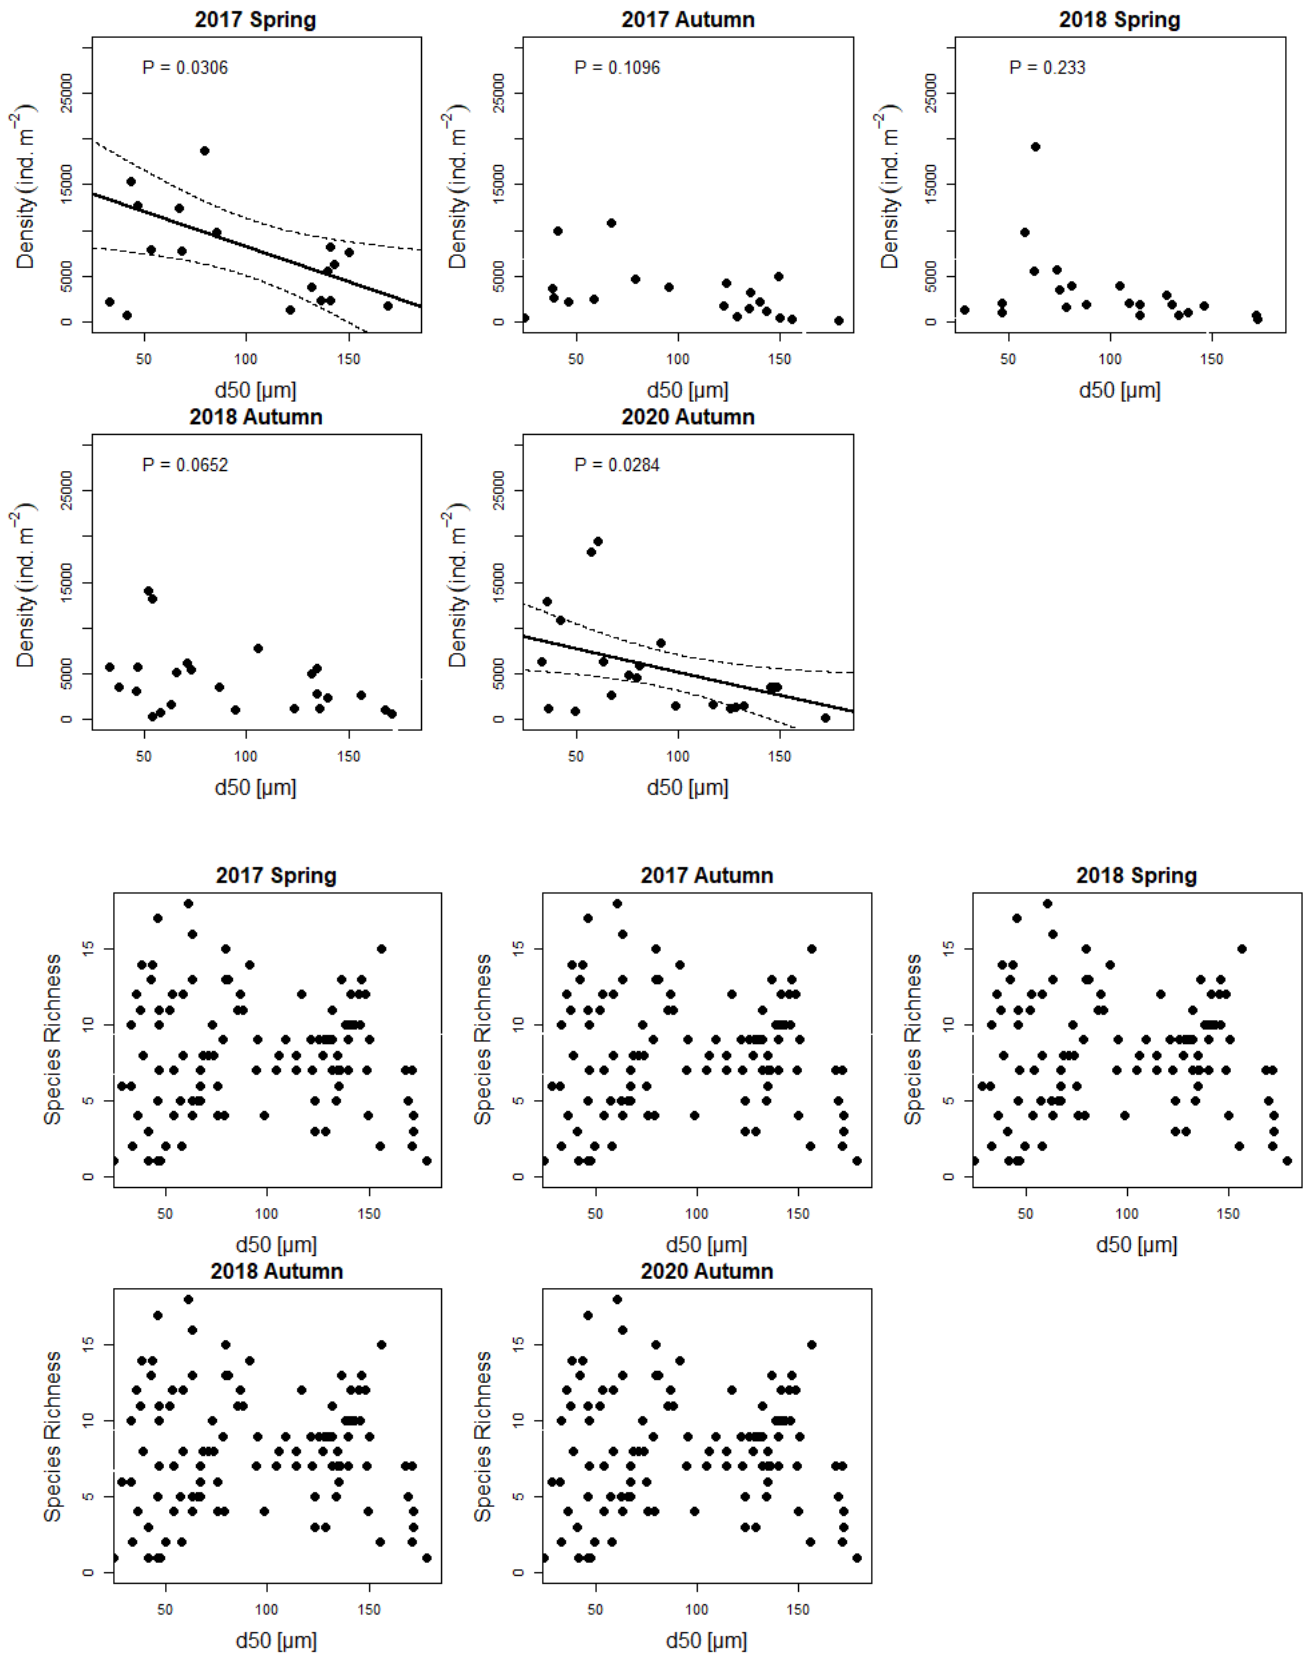 2017 Spring
P = 0.0306
Density (ind. m−2)
0 5000 15000 25000
50 100 150
d50 [µm]
2017 Autumn
P = 0.1096
Density (ind. m−2)
0 5000 15000 25000
50 100 150
d50 [µm]
2018 Spring
P = 0.233
Density (ind. m−2)
0 5000 15000 25000
50 100 150
d50 [µm]
2018 Autumn
P = 0.0652
Density (ind. m−2)
0 5000 15000 25000
50 100 150
d50 [µm]
2020 Autumn
P = 0.0284
Density (ind. m−2)
0 5000 15000 25000
50 100 150
d50 [µm]
2017 Spring
Species Richness
0 5 10 15
50 100 150
d50 [µm]
2017 Autumn
Species Richness
0 5 10 15
50 100 150
d50 [µm]
2018 Spring
Species Richness
0 5 10 15
50 100 150
d50 [µm]
2018 Autumn
Species Richness
0 5 10 15
50 100 150
d50 [µm]
2020 Autumn
Species Richness
0 5 10 15
50 100 150
d50 [µm]